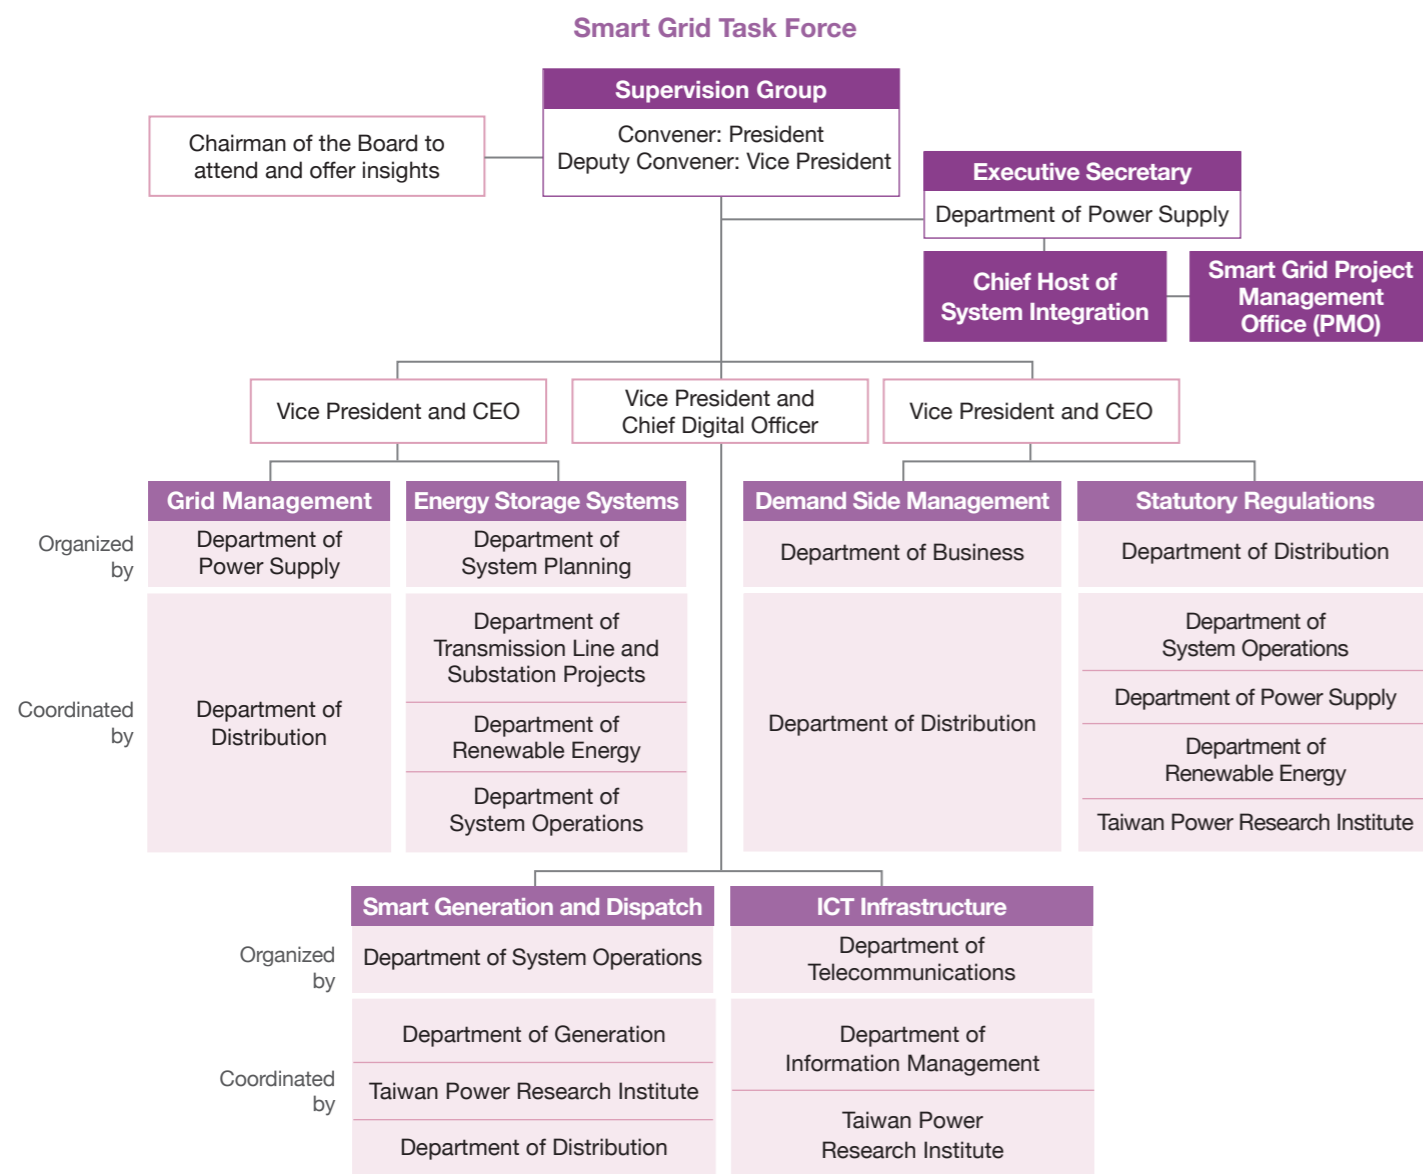 Smart Grid Task Force
Supervision Group
Convener: President
Deputy Convener: Vice President
Chairman of the Board to
attend and offer insights
Executive Secretary
Department of Power Supply
Chief Host of
System Integration
Smart Grid Project
Management
Office (PMO)
Vice President and CEO
Vice President and
Chief Digital Officer
Vice President and CEO
Grid Management
Energy Storage Systems
Demand Side Management
Statutory Regulations
Organized
by
Department of
Power Supply
Department of
System Planning
Department of Business
Department of Distribution
Coordinated
by
Department of
Distribution
Department of
Transmission Line and
Substation Projects
Department of
Renewable Energy
Department of
System Operations
Department of Distribution
Department of
System Operations
Department of Power Supply
Department of
Renewable Energy
Taiwan Power Research Institute
Smart Generation and Dispatch
ICT Infrastructure
Organized
by
Department of System Operations
Department of
Telecommunications
Coordinated
by
Department of Generation
Taiwan Power Research Institute
Department of Distribution
Department of
Information Management
Taiwan Power
Research Institute